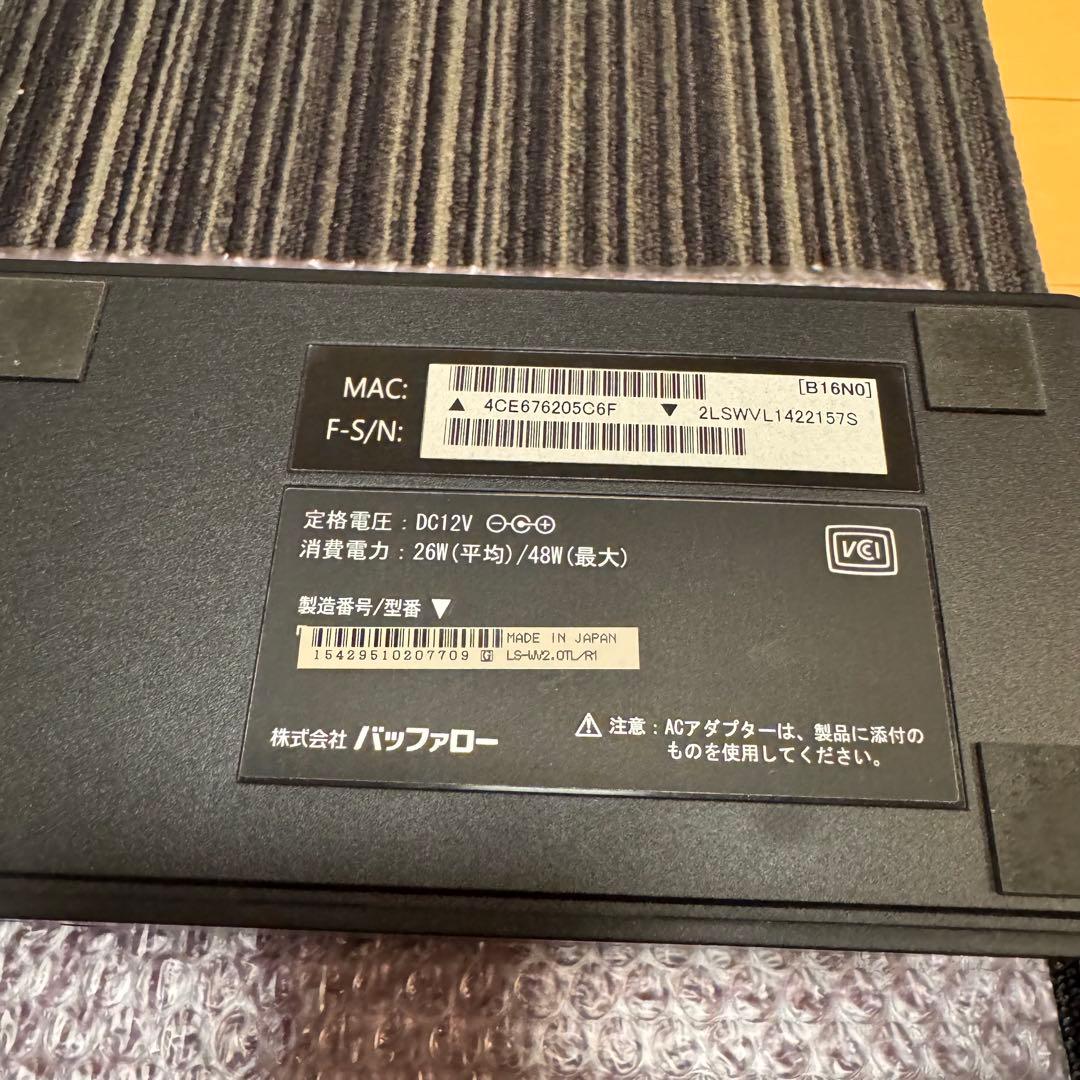 MAC:
[B16N0]
▲ 4CE676205C6F ▼ 2LSWVL1422157S
F-S/N:
定格電圧：DC12V
消費電力：26W(平均)/48W(最大)
VCCI
製造番号/型番 ▼
MADE IN JAPAN
15429510207709 G LS-WV2.0TL/R1
株式会社 バッファロー
注意：ACアダプターは、製品に添付の
ものを使用してください。